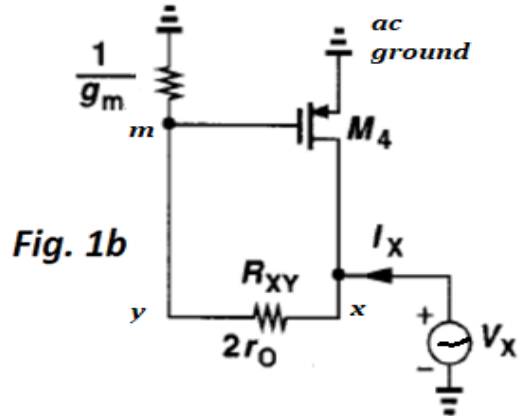 ac
ground
1
g_m
m
M_4
Fig. 1b
R_XY
I_X
y
x
2r_O
+
V_X
−